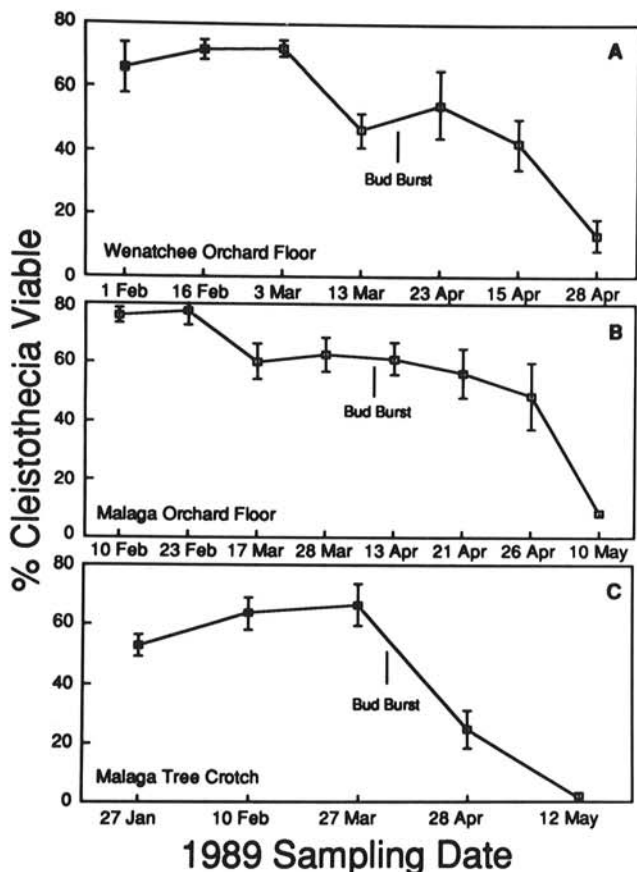 % Cleistothecia Viable
80
60
40
20
0
A
Bud Burst
Wenatchee Orchard Floor
1 Feb 16 Feb 3 Mar 13 Mar 23 Apr 15 Apr 28 Apr
80
60
40
20
0
B
Bud Burst
Malaga Orchard Floor
10 Feb 23 Feb 17 Mar 28 Mar 13 Apr 21 Apr 26 Apr 10 May
80
60
40
20
0
C
Bud Burst
Malaga Tree Crotch
27 Jan 10 Feb 27 Mar 28 Apr 12 May
1989 Sampling Date